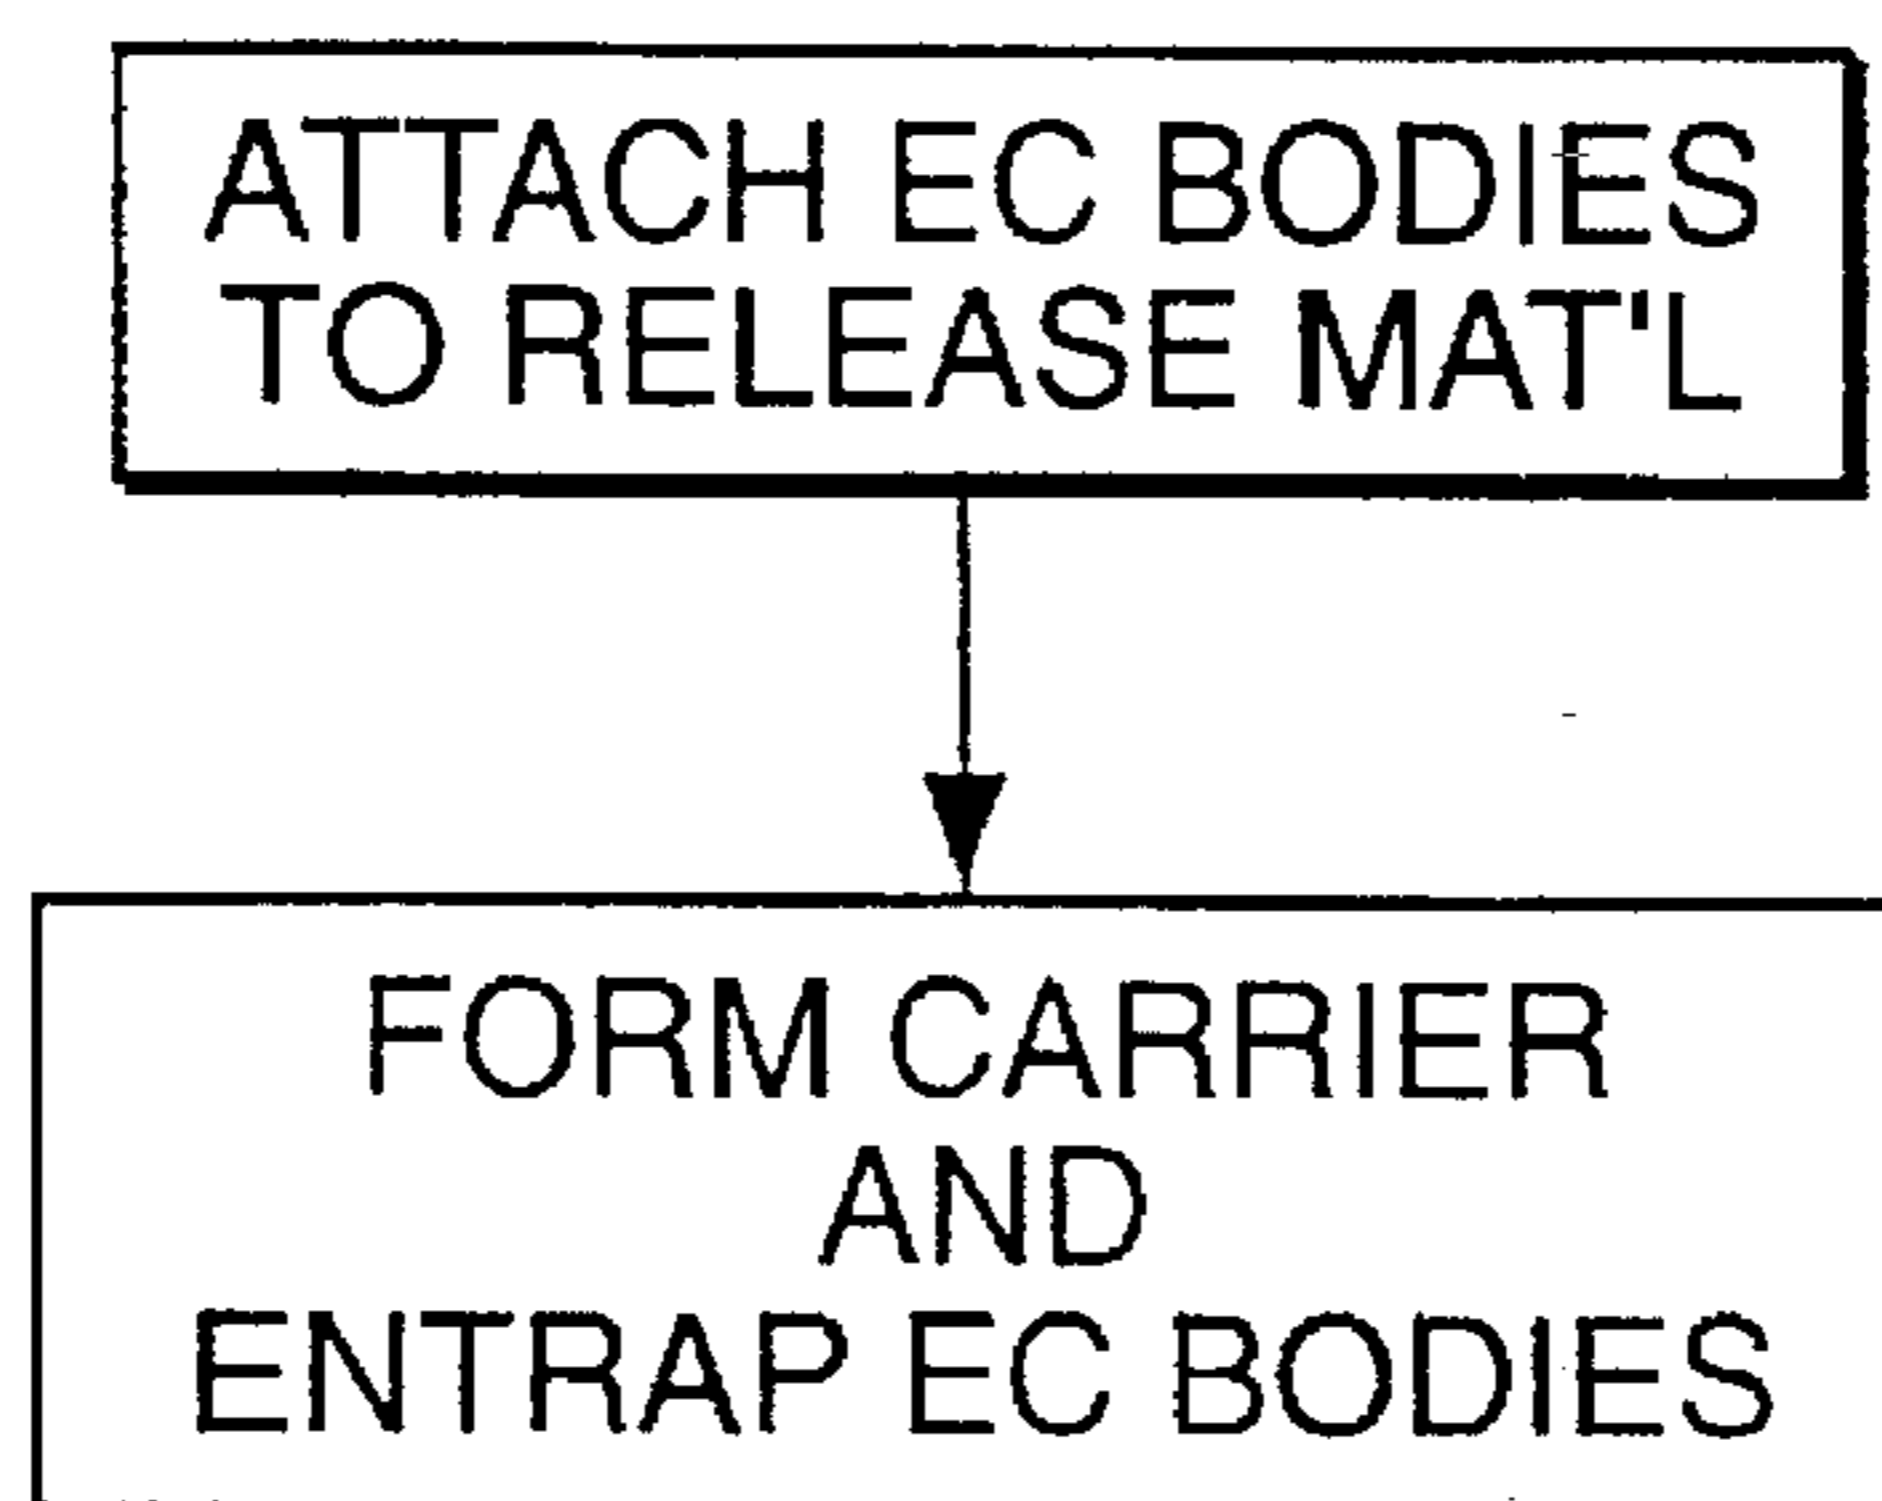 ATTACH EC BODIES
TO RELEASE MAT'L
FORM CARRIER
AND
ENTRAP EC BODIES